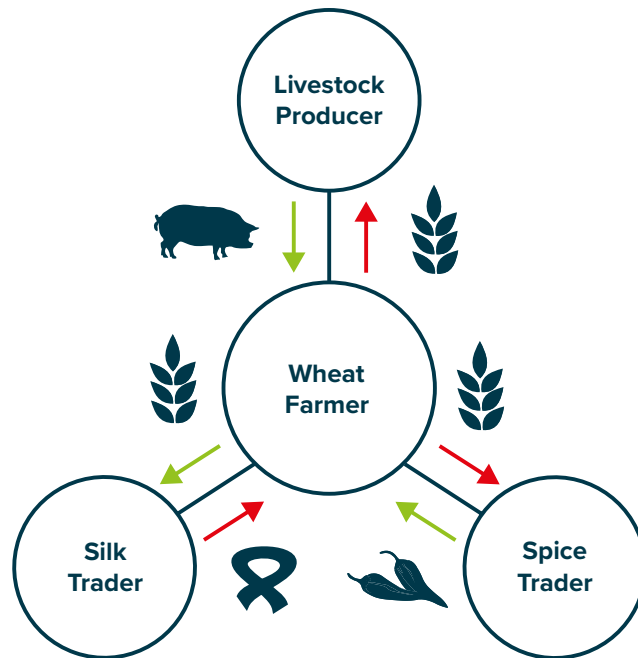 Livestock
Producer
Wheat
Farmer
Silk
Trader
Spice
Trader